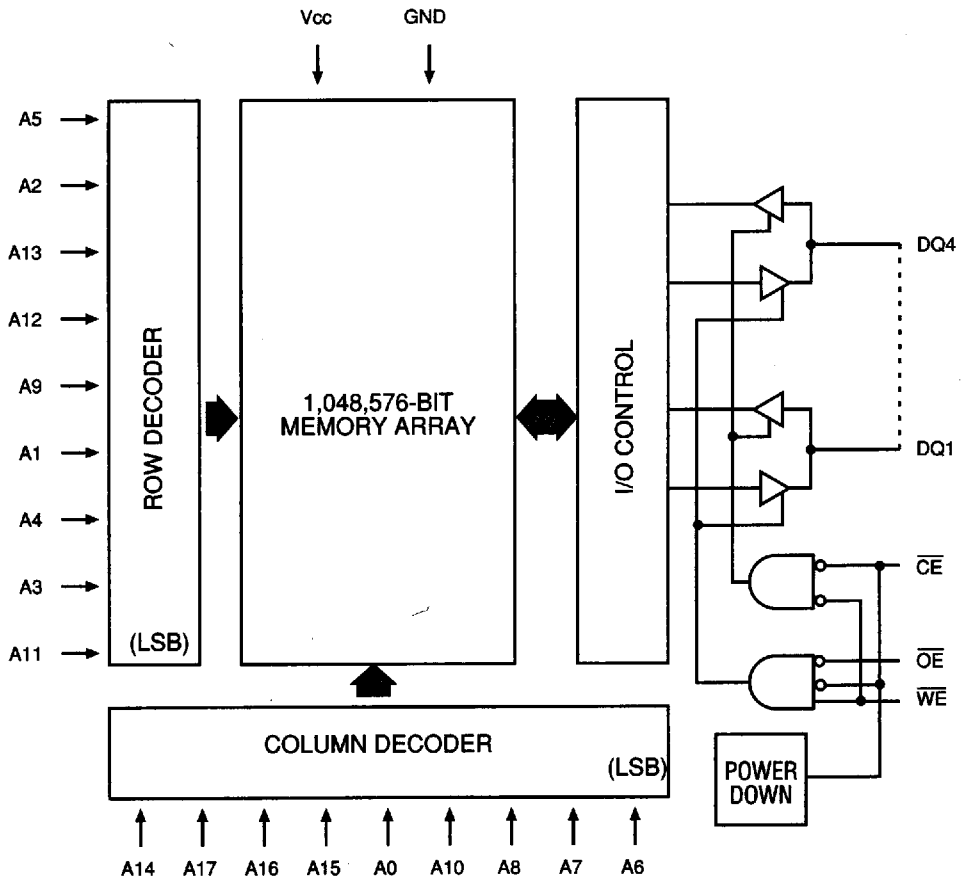 Vcc GND
A5
A2
A13
A12
A9
A1
A4
A3
A11
ROW DECODER
(LSB)
1,048,576-BIT
MEMORY ARRAY
I/O CONTROL
DQ4
DQ1
CE
OE
WE
COLUMN DECODER
(LSB)
POWER
DOWN
A14 A17 A16 A15 A0 A10 A8 A7 A6